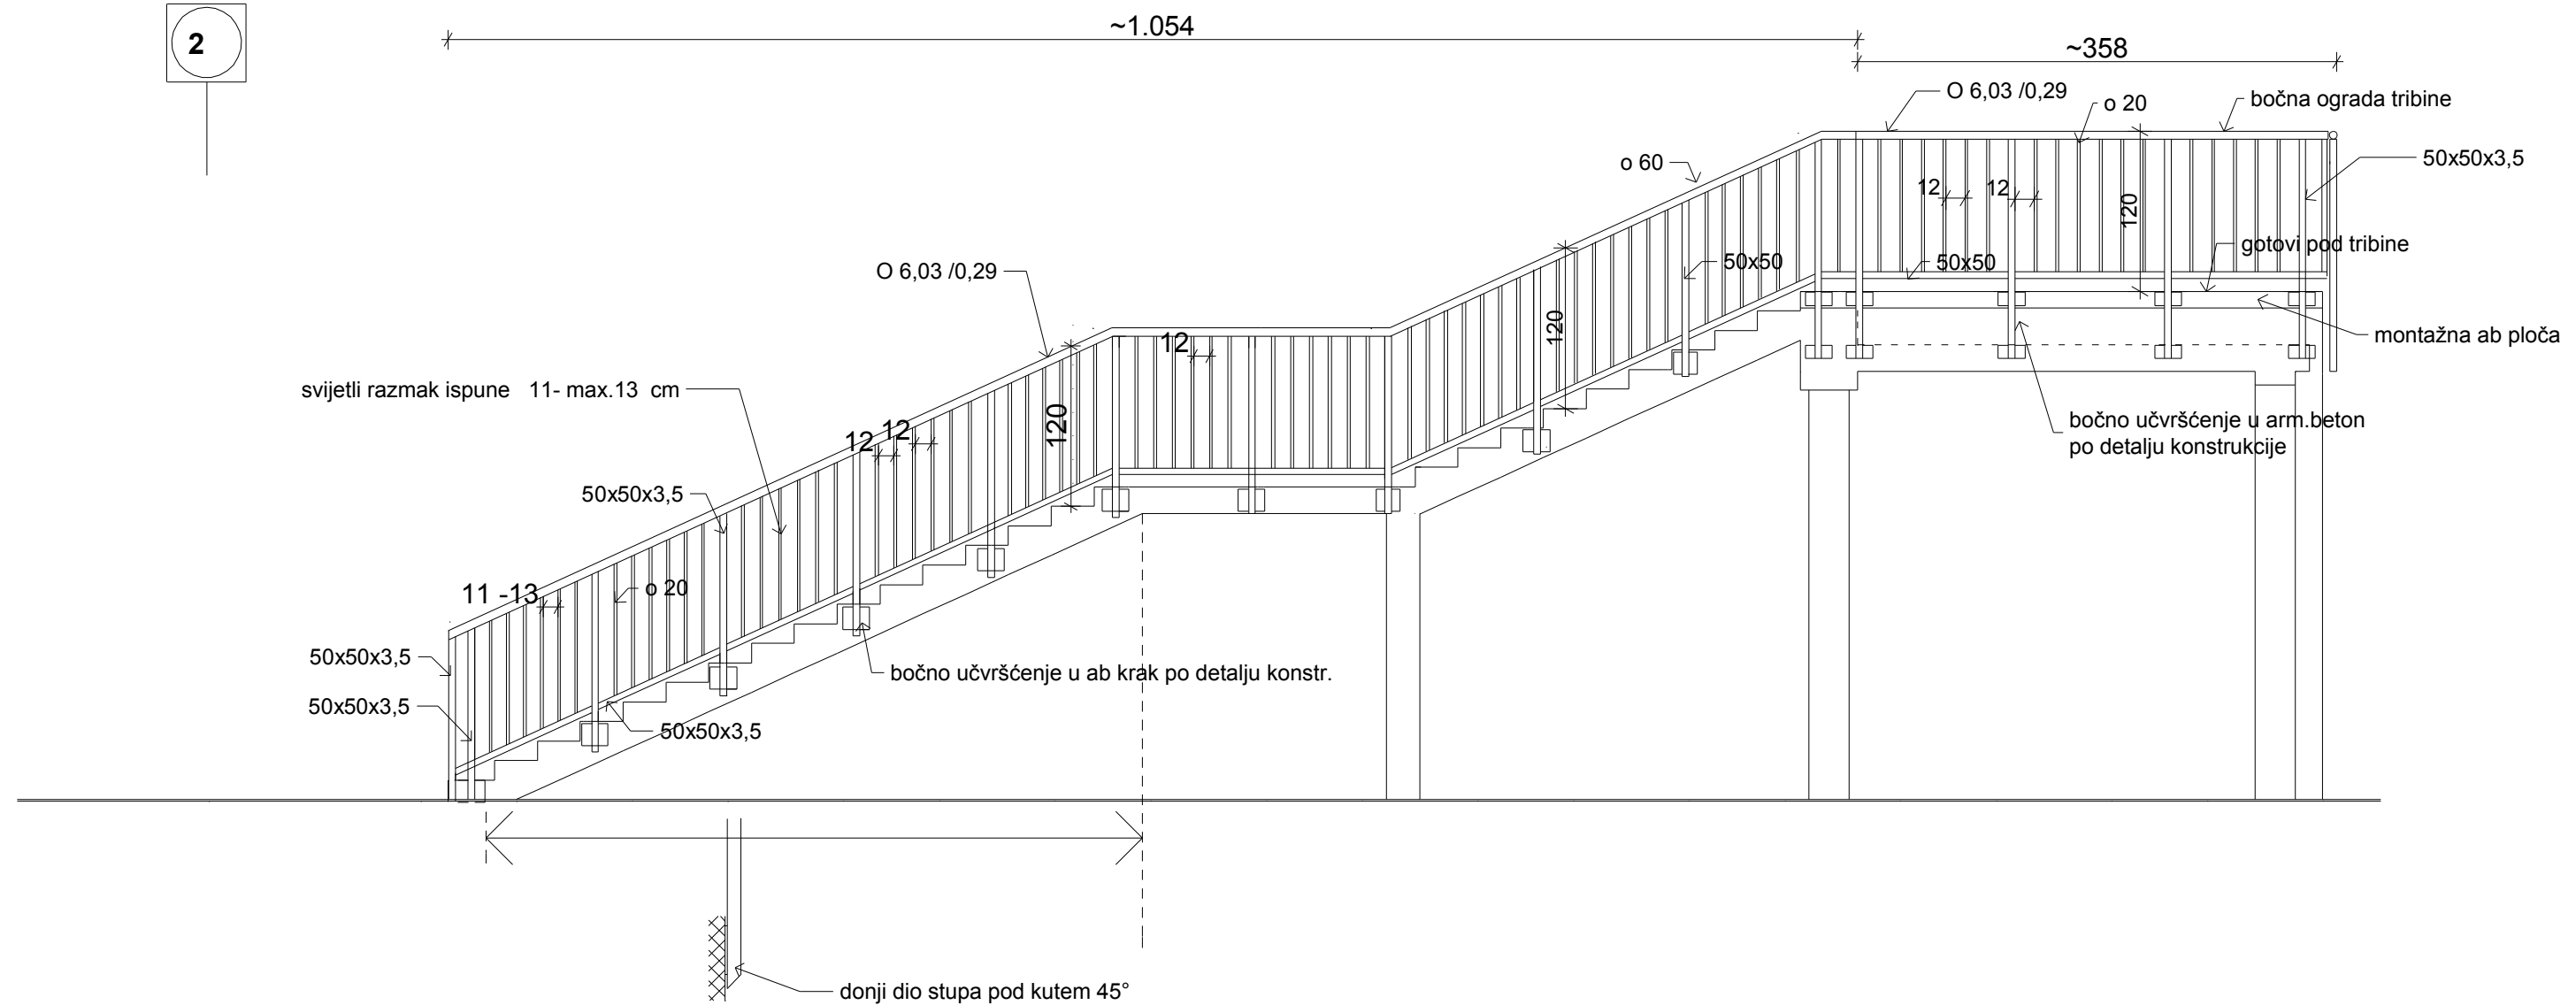 2
~1.054
~358
O 6,03 /0,29
o 20
bočna ograda tribine
o 60
50x50x3,5
12
12
120
gotovi pod tribine
50x50
50x50
O 6,03 /0,29
120
12
montažna ab ploča
svijetli razmak ispune 11- max.13 cm
120
12
12
bočno učvršćenje u arm.beton
po detalju konstrukcije
50x50x3,5
11 -13
o 20
50x50x3,5
bočno učvršćenje u ab krak po detalju konstr.
50x50x3,5
50x50x3,5
donji dio stupa pod kutem 45°